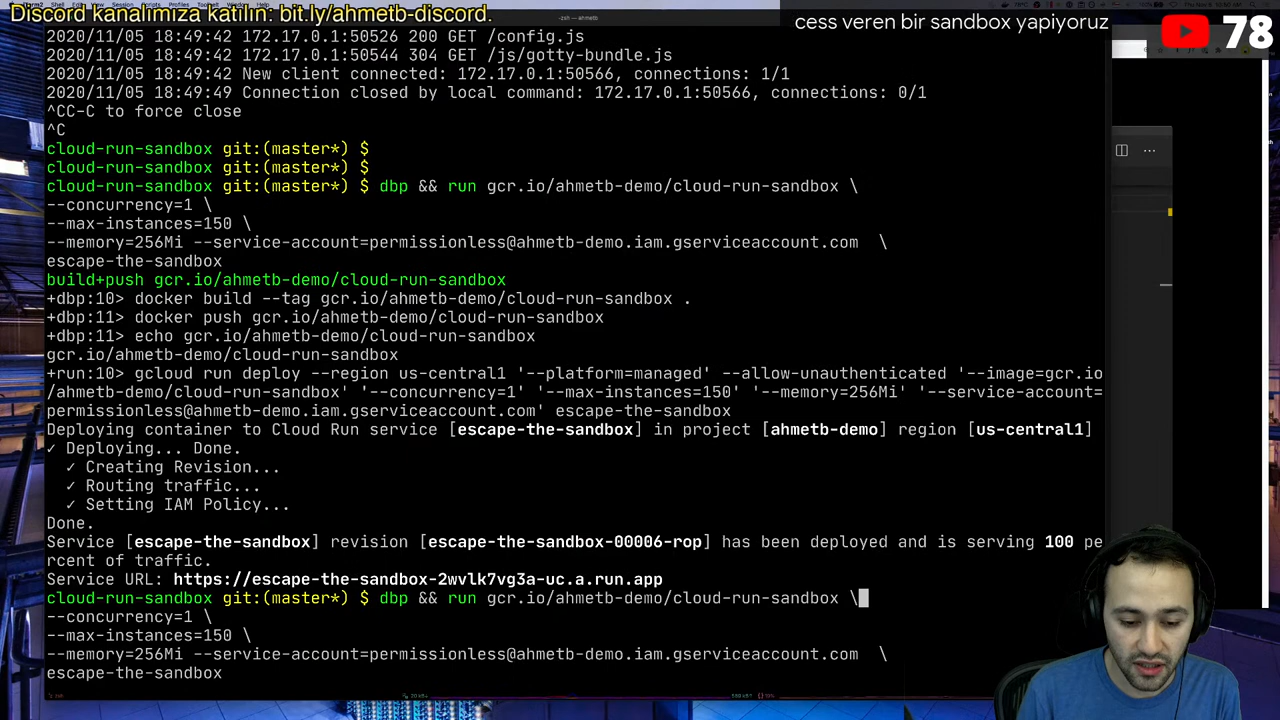 Discord kanalımıza katilin: bit.ly/ahmetb-discord.
cess veren bir sandbox yapiyoruz
78
2020/11/05 18:49:42 172.17.0.1:50526 200 GET /config.js
2020/11/05 18:49:42 172.17.0.1:50544 304 GET /js/gotty-bundle.js
2020/11/05 18:49:42 New client connected: 172.17.0.1:50566, connections: 1/1
2020/11/05 18:49:49 Connection closed by local command: 172.17.0.1:50566, connections: 0/1
^CC-C to force close
^C
cloud-run-sandbox git:(master*) $
cloud-run-sandbox git:(master*) $
cloud-run-sandbox git:(master*) $ dbp && run gcr.io/ahmetb-demo/cloud-run-sandbox \
--concurrency=1 \
--max-instances=150 \
--memory=256Mi --service-account=permissionless@ahmetb-demo.iam.gserviceaccount.com \
escape-the-sandbox
build+push gcr.io/ahmetb-demo/cloud-run-sandbox
+dbp:10> docker build --tag gcr.io/ahmetb-demo/cloud-run-sandbox .
+dbp:11> docker push gcr.io/ahmetb-demo/cloud-run-sandbox
+dbp:11> echo gcr.io/ahmetb-demo/cloud-run-sandbox
gcr.io/ahmetb-demo/cloud-run-sandbox
+run:10> gcloud run deploy --region us-central1 '--platform=managed' --allow-unauthenticated '--image=gcr.io
/ahmetb-demo/cloud-run-sandbox' '--concurrency=1' '--max-instances=150' '--memory=256Mi' '--service-account=
permissionless@ahmetb-demo.iam.gserviceaccount.com' escape-the-sandbox
Deploying container to Cloud Run service [escape-the-sandbox] in project [ahmetb-demo] region [us-central1]
✓ Deploying... Done.
✓ Creating Revision...
✓ Routing traffic...
✓ Setting IAM Policy...
Done.
Service [escape-the-sandbox] revision [escape-the-sandbox-00006-rop] has been deployed and is serving 100 pe
rcent of traffic.
Service URL: https://escape-the-sandbox-2wvlk7vg3a-uc.a.run.app
cloud-run-sandbox git:(master*) $ dbp && run gcr.io/ahmetb-demo/cloud-run-sandbox \
--concurrency=1 \
--max-instances=150 \
--memory=256Mi --service-account=permissionless@ahmetb-demo.iam.gserviceaccount.com \
escape-the-sandbox